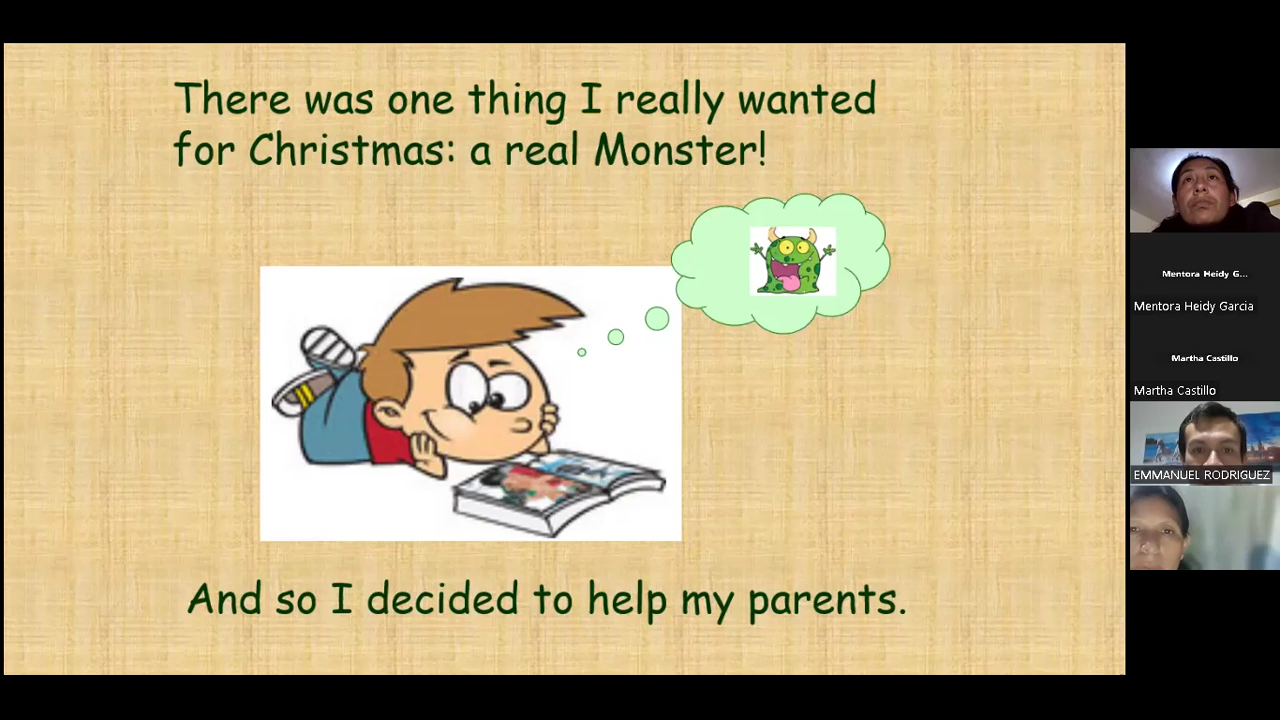 There was one thing I really wanted
for Christmas: a real Monster!
And so I decided to help my parents.
Mentora Heidy G...
Mentora Heidy Garcia
Martha Castillo
Martha Castillo
EMMANUEL RODRIGUEZ